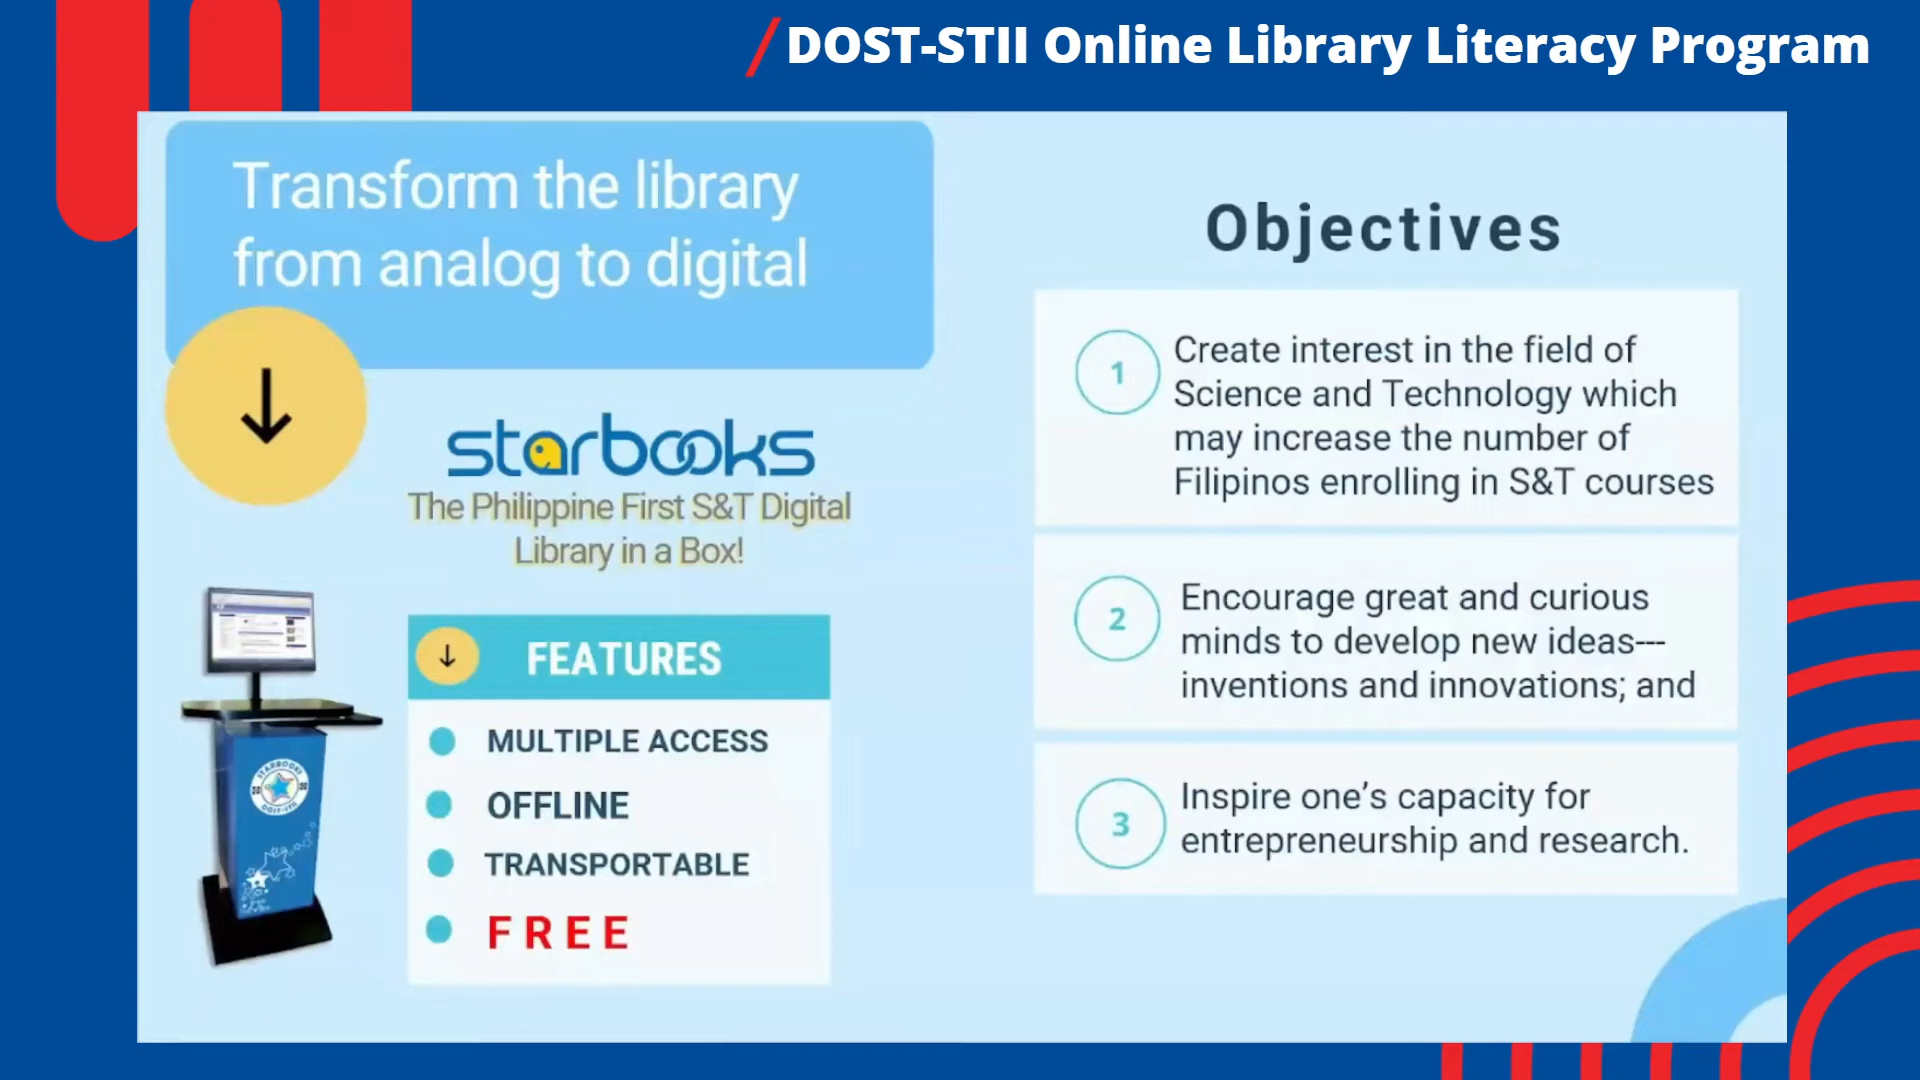 DOST-STII Online Library Literacy Program
Transform the library
from analog to digital
starbooks
The Philippine First S&T Digital
Library in a Box!
FEATURES
MULTIPLE ACCESS
OFFLINE
TRANSPORTABLE
FREE
STARBOOKS
DOST-STII
Objectives
1
Create interest in the field of
Science and Technology which
may increase the number of
Filipinos enrolling in S&T courses
2
Encourage great and curious
minds to develop new ideas---
inventions and innovations; and
3
Inspire one’s capacity for
entrepreneurship and research.